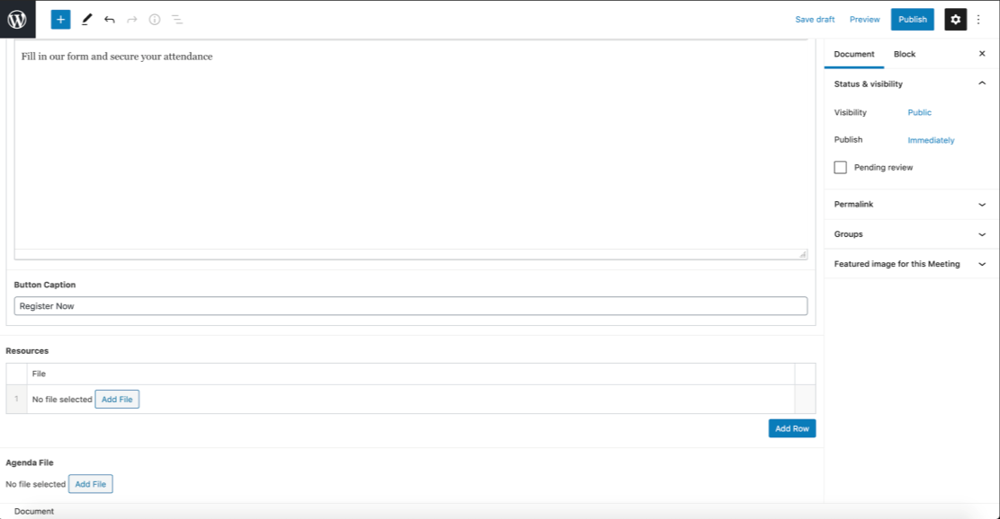 Save draft Preview Publish
Fill in our form and secure your attendance
Document Block
Status & visibility
Visibility Public
Publish Immediately
Pending review
Permalink
Groups
Featured image for this Meeting
Button Caption
Register Now
Resources
File
1 No file selected Add File
Add Row
Agenda File
No file selected Add File
Document